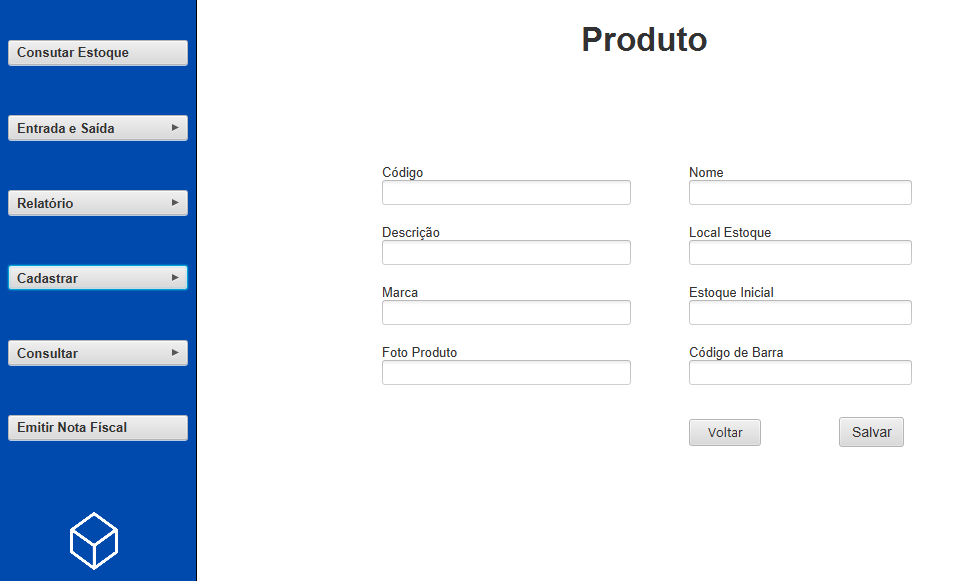 Consutar Estoque
Entrada e Saída
Relatório
Cadastrar
Consultar
Emitir Nota Fiscal
Produto
Código
Nome
Descrição
Local Estoque
Marca
Estoque Inicial
Foto Produto
Código de Barra
Voltar
Salvar